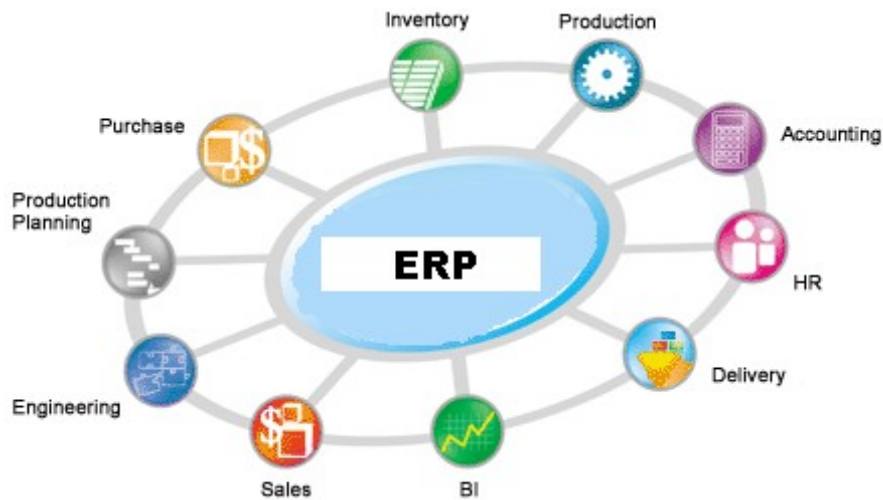 Inventory
Production
Purchase
Accounting
Production
Planning
ERP
HR
Delivery
Engineering
Sales
BI
$
$